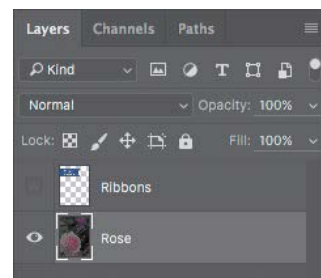 Layers Channels Paths
Kind
Normal Opacity: 100%
Lock: Fill: 100%
Ribbons
Rose